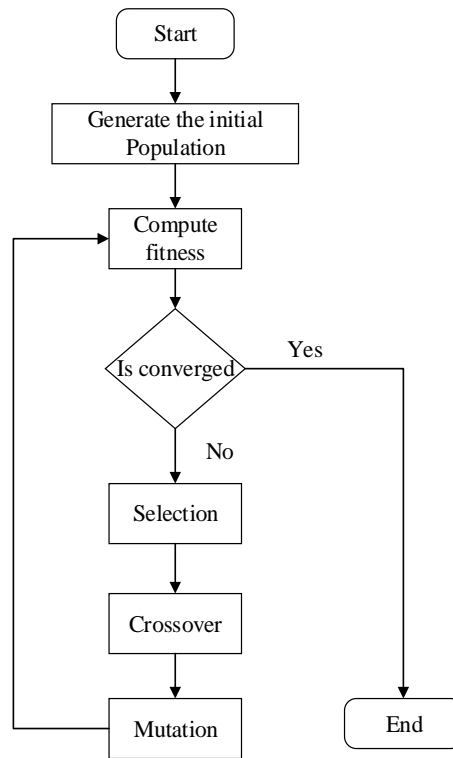 Start
Generate the initial
Population
Compute
fitness
Is converged
Yes
No
Selection
Crossover
Mutation
End